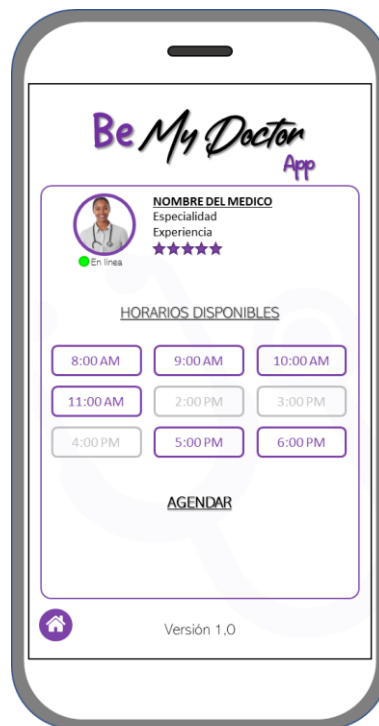 Be My Doctor
App
NOMBRE DEL MEDICO
Especialidad
Experiencia
En linea
HORARIOS DISPONIBLES
8:00 AM 9:00 AM 10:00 AM
11:00 AM 2:00 PM 3:00 PM
4:00 PM 5:00 PM 6:00 PM
AGENDAR
Versión 1,0